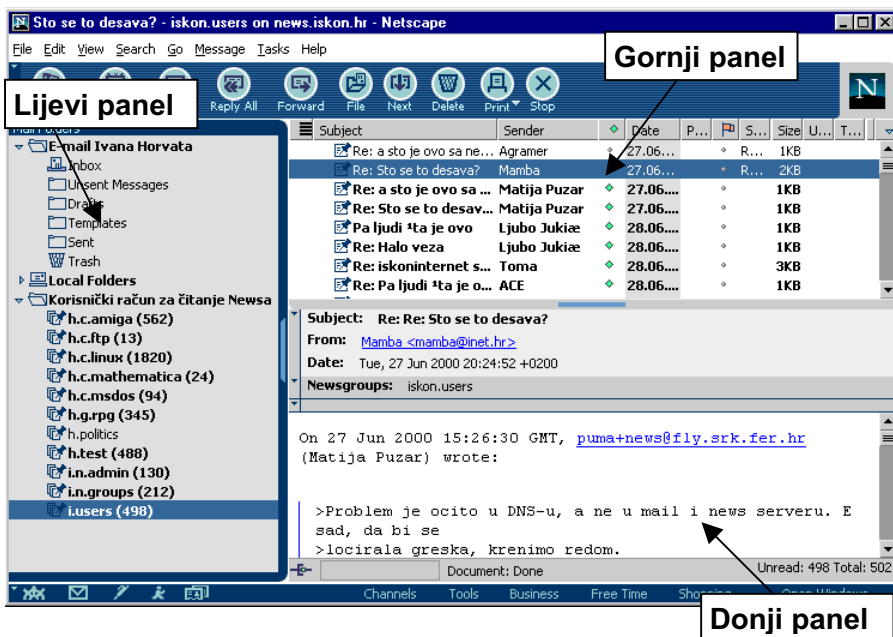 Sto se to desava? - iskon.users on news.iskon.hr - Netscape
File Edit View Search Go Message Tasks Help
Gornji panel
Lijevi panel
Reply All Forward File Next Delete Print Stop
N
Mail Folders
E-mail Ivana Horvata
Inbox
Unsent Messages
Drafts
Templates
Sent
Trash
Local Folders
Korisnički račun za čitanje Newsa
h.c.amiga (562)
h.c.ftp (13)
h.c.linux (1820)
h.c.mathematica (24)
h.c.msdos (94)
h.g.rpg (345)
h.politics
h.test (488)
i.n.admin (130)
i.n.groups (212)
i.users (498)
Subject Sender Date P... S... Size U... T...
Re: a sto je ovo sa ne... Agramer 27.06... R... 1KB
Re: Sto se to desava? Mamba 27.06... R... 2KB
Re: a sto je ovo sa ... Matija Puzar 27.06.... 1KB
Re: Sto se to desav... Matija Puzar 27.06.... 1KB
Pa ljudi ¹ta je ovo Ljubo Jukiæ 28.06.... 1KB
Re: Halo veza Ljubo Jukiæ 28.06.... 1KB
Re: iskoninternet s... Toma 28.06.... 3KB
Re: Pa ljudi ¹ta je o... ACE 28.06.... 1KB
Subject: Re: Re: Sto se to desava?
From: Mamba <mamba@inet.hr>
Date: Tue, 27 Jun 2000 20:24:52 +0200
Newsgroups: iskon.users
On 27 Jun 2000 15:26:30 GMT, puma+news@fly.srk.fer.hr
(Matija Puzar) wrote:
>Problem je ocito u DNS-u, a ne u mail i news serveru. E
sad, da bi se
>locirala greska, krenimo redom.
Document: Done Unread: 498 Total: 502
Channels Tools Business Free Time Shopping Open Windows
Donji panel